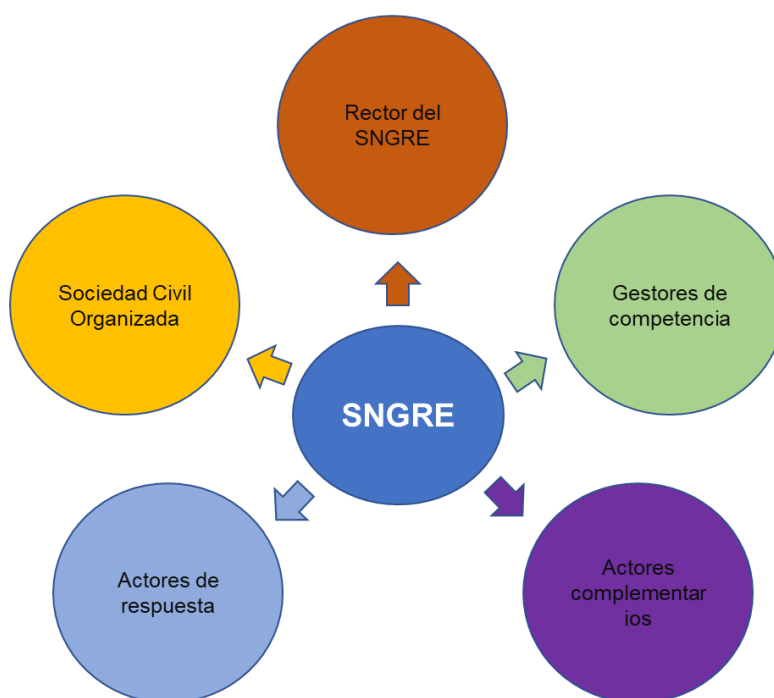 Rector del
SNGRE
Sociedad Civil
Organizada
Gestores de
competencia
SNGRE
Actores de
respuesta
Actores
complementar
ios